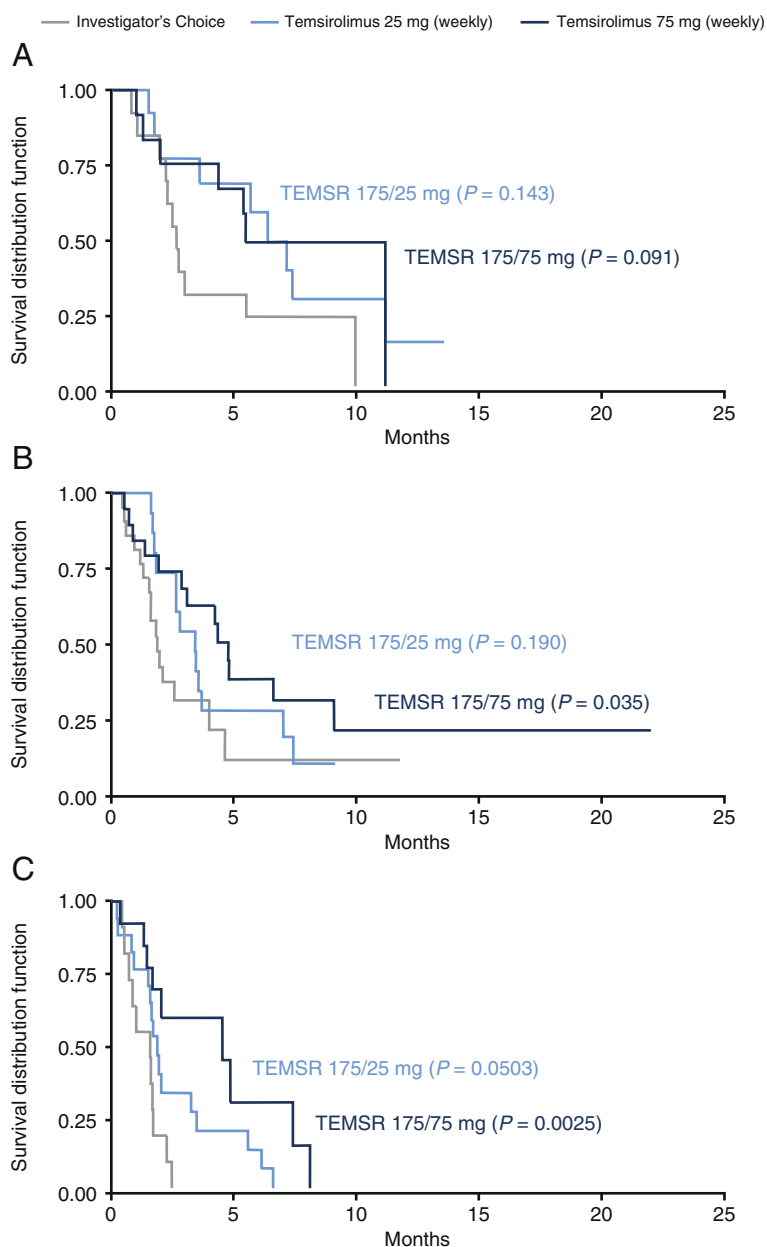 Investigator's Choice Temsirolimus 25 mg (weekly) Temsirolimus 75 mg (weekly)
A
Survival distribution function
1.00
0.75
0.50
0.25
0.00
TEMSR 175/25 mg (P = 0.143)
TEMSR 175/75 mg (P = 0.091)
0 5 10 15 20 25
Months
B
Survival distribution function
1.00
0.75
0.50
0.25
0.00
TEMSR 175/25 mg (P = 0.190)
TEMSR 175/75 mg (P = 0.035)
0 5 10 15 20 25
Months
C
Survival distribution function
1.00
0.75
0.50
0.25
0.00
TEMSR 175/25 mg (P = 0.0503)
TEMSR 175/75 mg (P = 0.0025)
0 5 10 15 20 25
Months